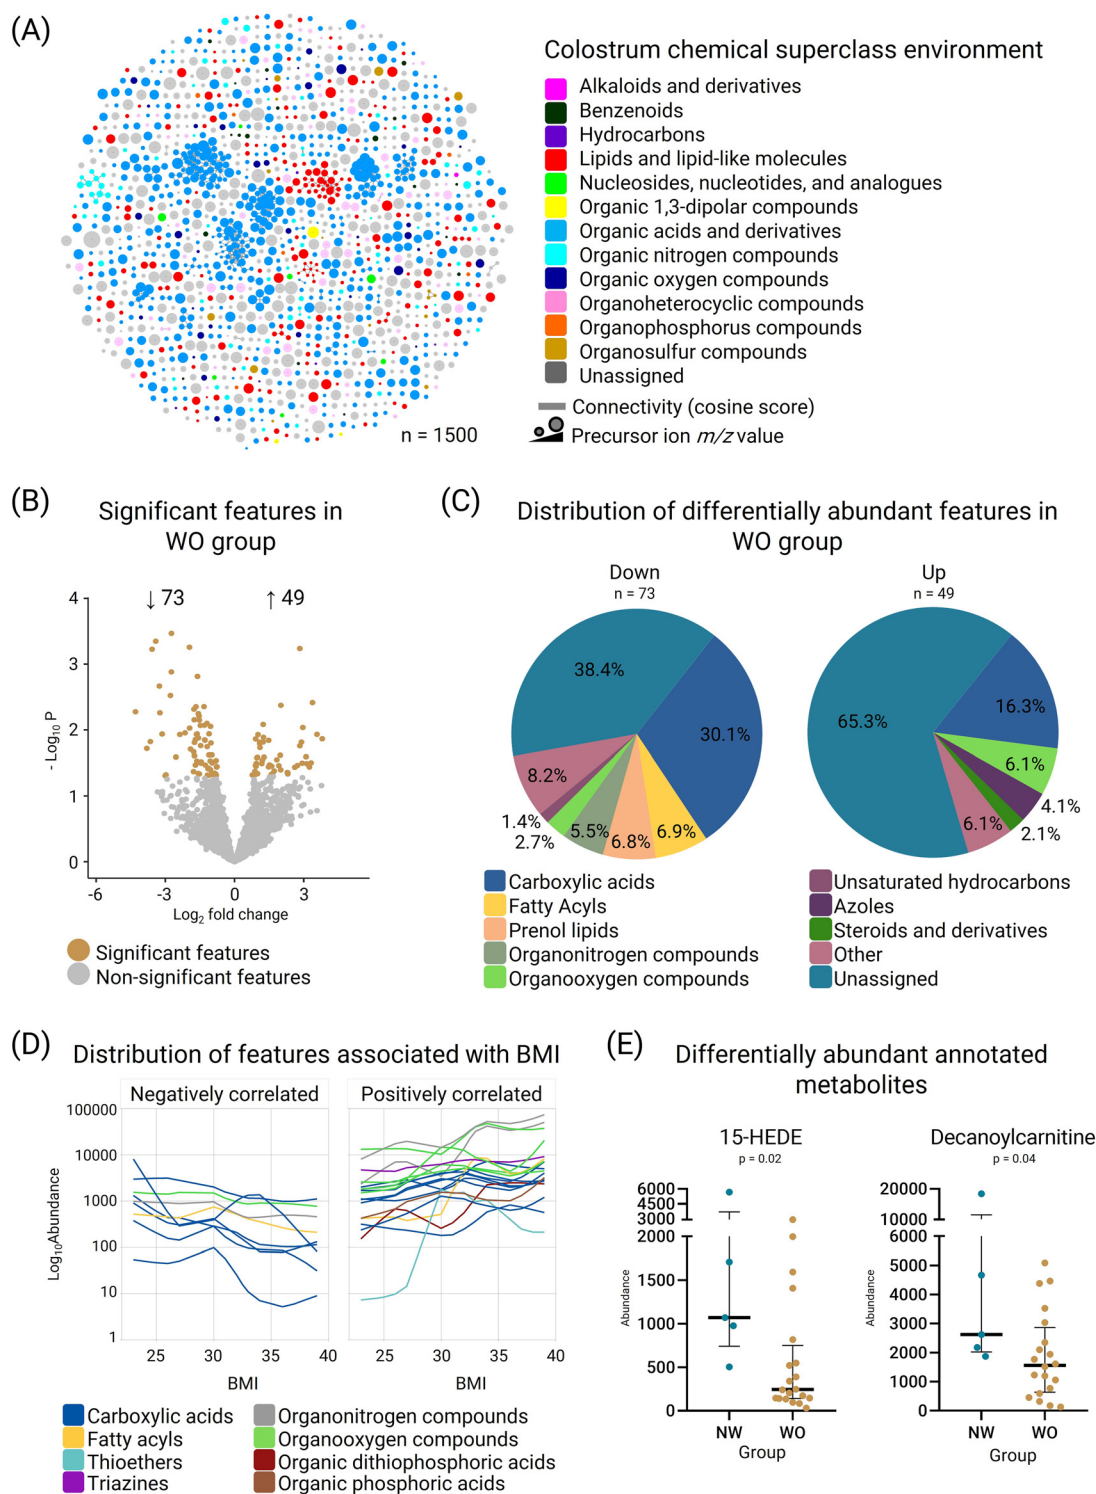 (A)
Colostrum chemical superclass environment
Alkaloids and derivatives
Benzenoids
Hydrocarbons
Lipids and lipid-like molecules
Nucleosides, nucleotides, and analogues
Organic 1,3-dipolar compounds
Organic acids and derivatives
Organic nitrogen compounds
Organic oxygen compounds
Organoheterocyclic compounds
Organophosphorus compounds
Organosulfur compounds
Unassigned
Connectivity (cosine score)
Precursor ion m/z value
n = 1500
(B)
Significant features in
WO group
↓ 73
↑ 49
4
3
2
1
0
- Log10 P
-6
-3
0
3
Log2 fold change
Significant features
Non-significant features
(C)
Distribution of differentially abundant features in
WO group
Down
n = 73
38.4%
30.1%
8.2%
1.4%
2.7%
5.5%
6.8%
6.9%
Up
n = 49
65.3%
16.3%
6.1%
4.1%
2.1%
6.1%
Carboxylic acids
Fatty Acyls
Prenol lipids
Organonitrogen compounds
Organooxygen compounds
Unsaturated hydrocarbons
Azoles
Steroids and derivatives
Other
Unassigned
(D)
Distribution of features associated with BMI
Negatively correlated
Positively correlated
100000
10000
1000
100
10
1
Log10Abundance
25
30
35
40
25
30
35
40
BMI
BMI
Carboxylic acids
Fatty acyls
Thioethers
Triazines
Organonitrogen compounds
Organooxygen compounds
Organic dithiophosphoric acids
Organic phosphoric acids
(E)
Differentially abundant annotated
metabolites
15-HEDE
p = 0.02
6000
4500
3000
2000
1500
1000
500
0
Abundance
NW
WO
Group
Decanoylcarnitine
p = 0.04
20000
10000
6000
5000
4000
3000
2000
1000
0
Abundance
NW
WO
Group